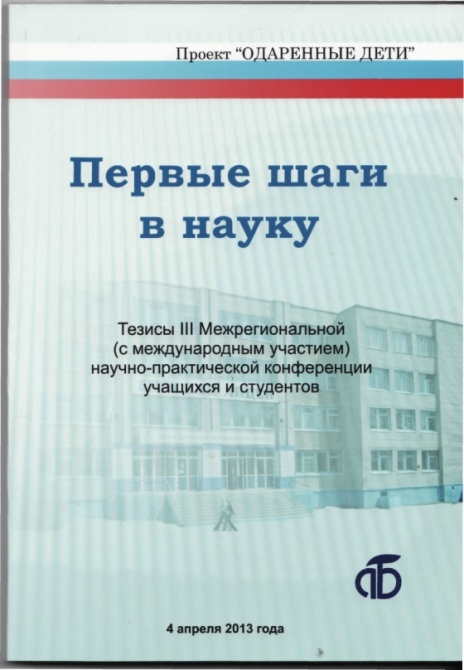 Проект "ОДАРЕННЫЕ ДЕТИ"
Первые шаги
в науку
Тезисы III Межрегиональной
(с международным участием)
научно-практической конференции
учащихся и студентов
4 апреля 2013 года